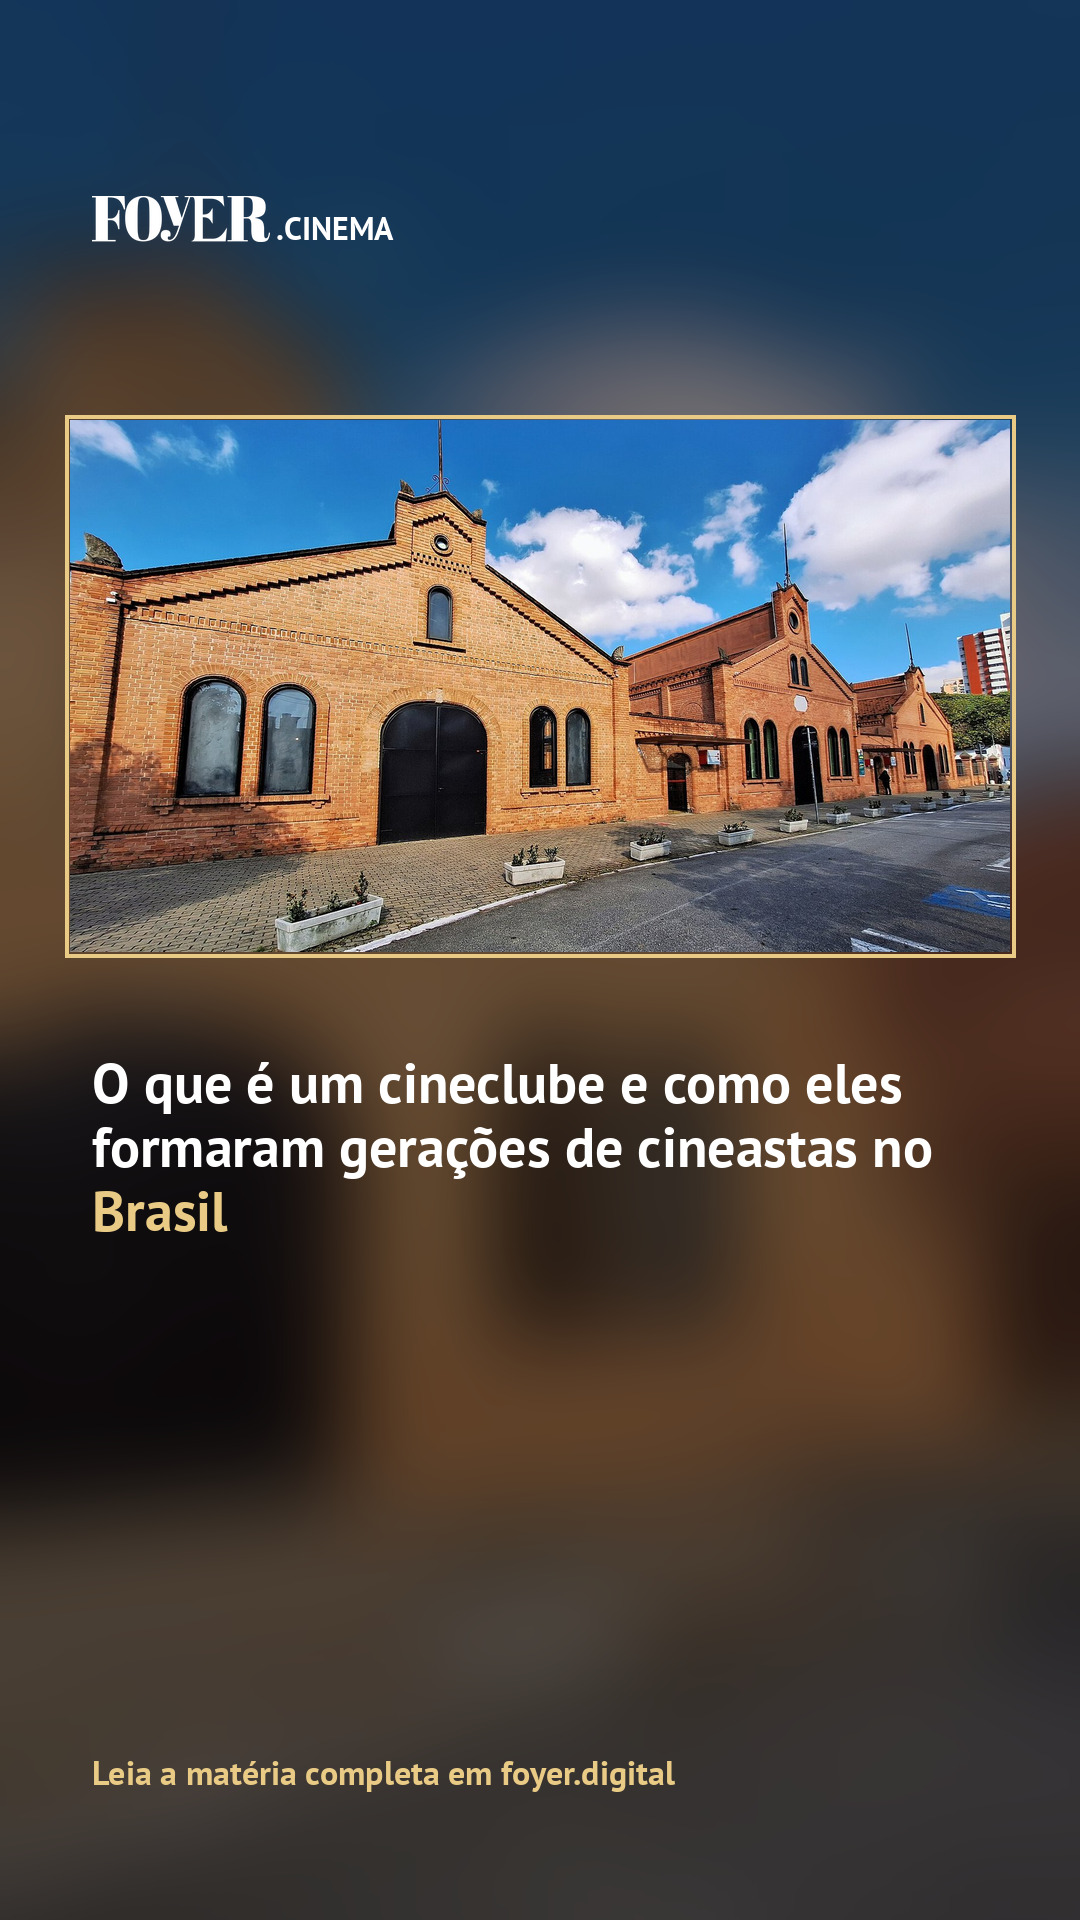 FOYER.CINEMA
O que é um cineclube e como eles
formaram gerações de cineastas no
Brasil
Leia a matéria completa em foyer.digital